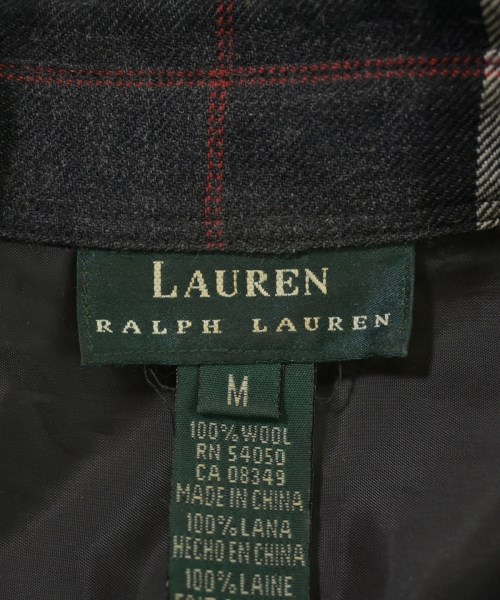 LAUREN
RALPH LAUREN
M
100% WOOL
RN 54050
CA 08349
MADE IN CHINA
100% LANA
HECHO EN CHINA
100% LAINE